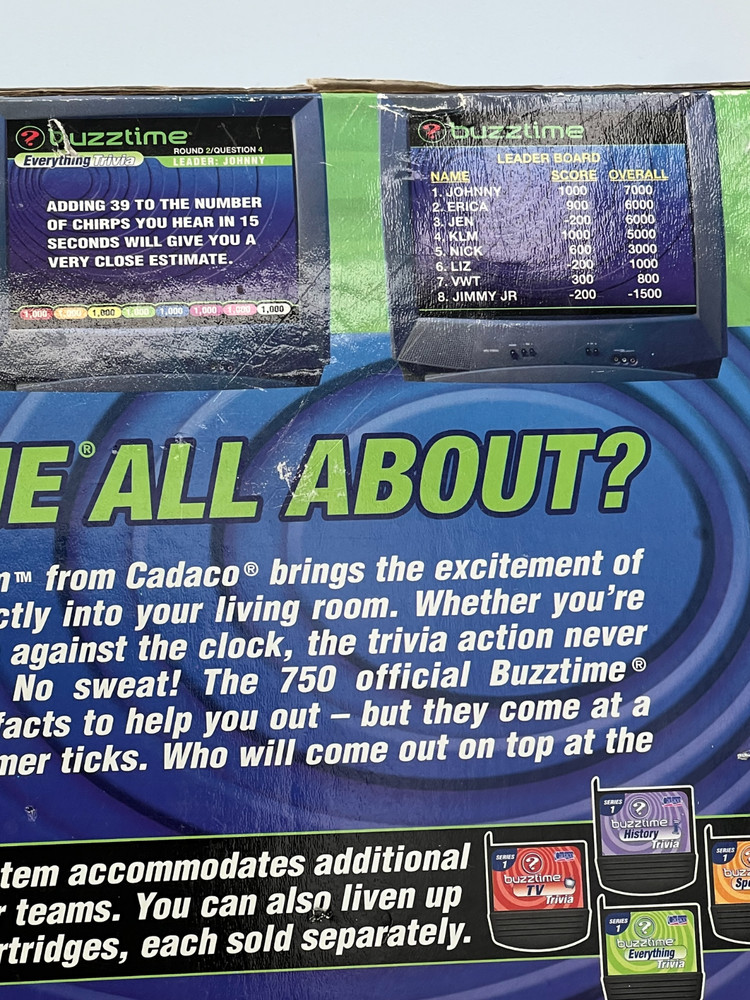 buzztime®
ROUND 2/QUESTION 4
Everything Trivia
LEADER: JOHNNY
ADDING 39 TO THE NUMBER
OF CHIRPS YOU HEAR IN 15
SECONDS WILL GIVE YOU A
VERY CLOSE ESTIMATE.
1,000 1,000 1,000 1,000 1,000 1,000 1,000 1,000
buzztime
LEADER BOARD
NAME SCORE OVERALL
1. JOHNNY 1000 7000
2. ERICA 900 6000
3. JEN -200 6000
4. KLM 1000 5000
5. NICK 600 3000
6. LIZ 200 1000
7. VWT 300 800
8. JIMMY JR -200 -1500
E® ALL ABOUT?
™ from Cadaco® brings the excitement of
ctly into your living room. Whether you're
against the clock, the trivia action never
No sweat! The 750 official Buzztime®
facts to help you out – but they come at a
mer ticks. Who will come out on top at the
tem accommodates additional
r teams. You can also liven up
rtridges, each sold separately.
SERIES 1
buzztime
History
Trivia
SERIES 1
buzztime
TV
Trivia
SERIES 1
buzz
Sp
SERIES 1
buzztime
Everything
Trivia